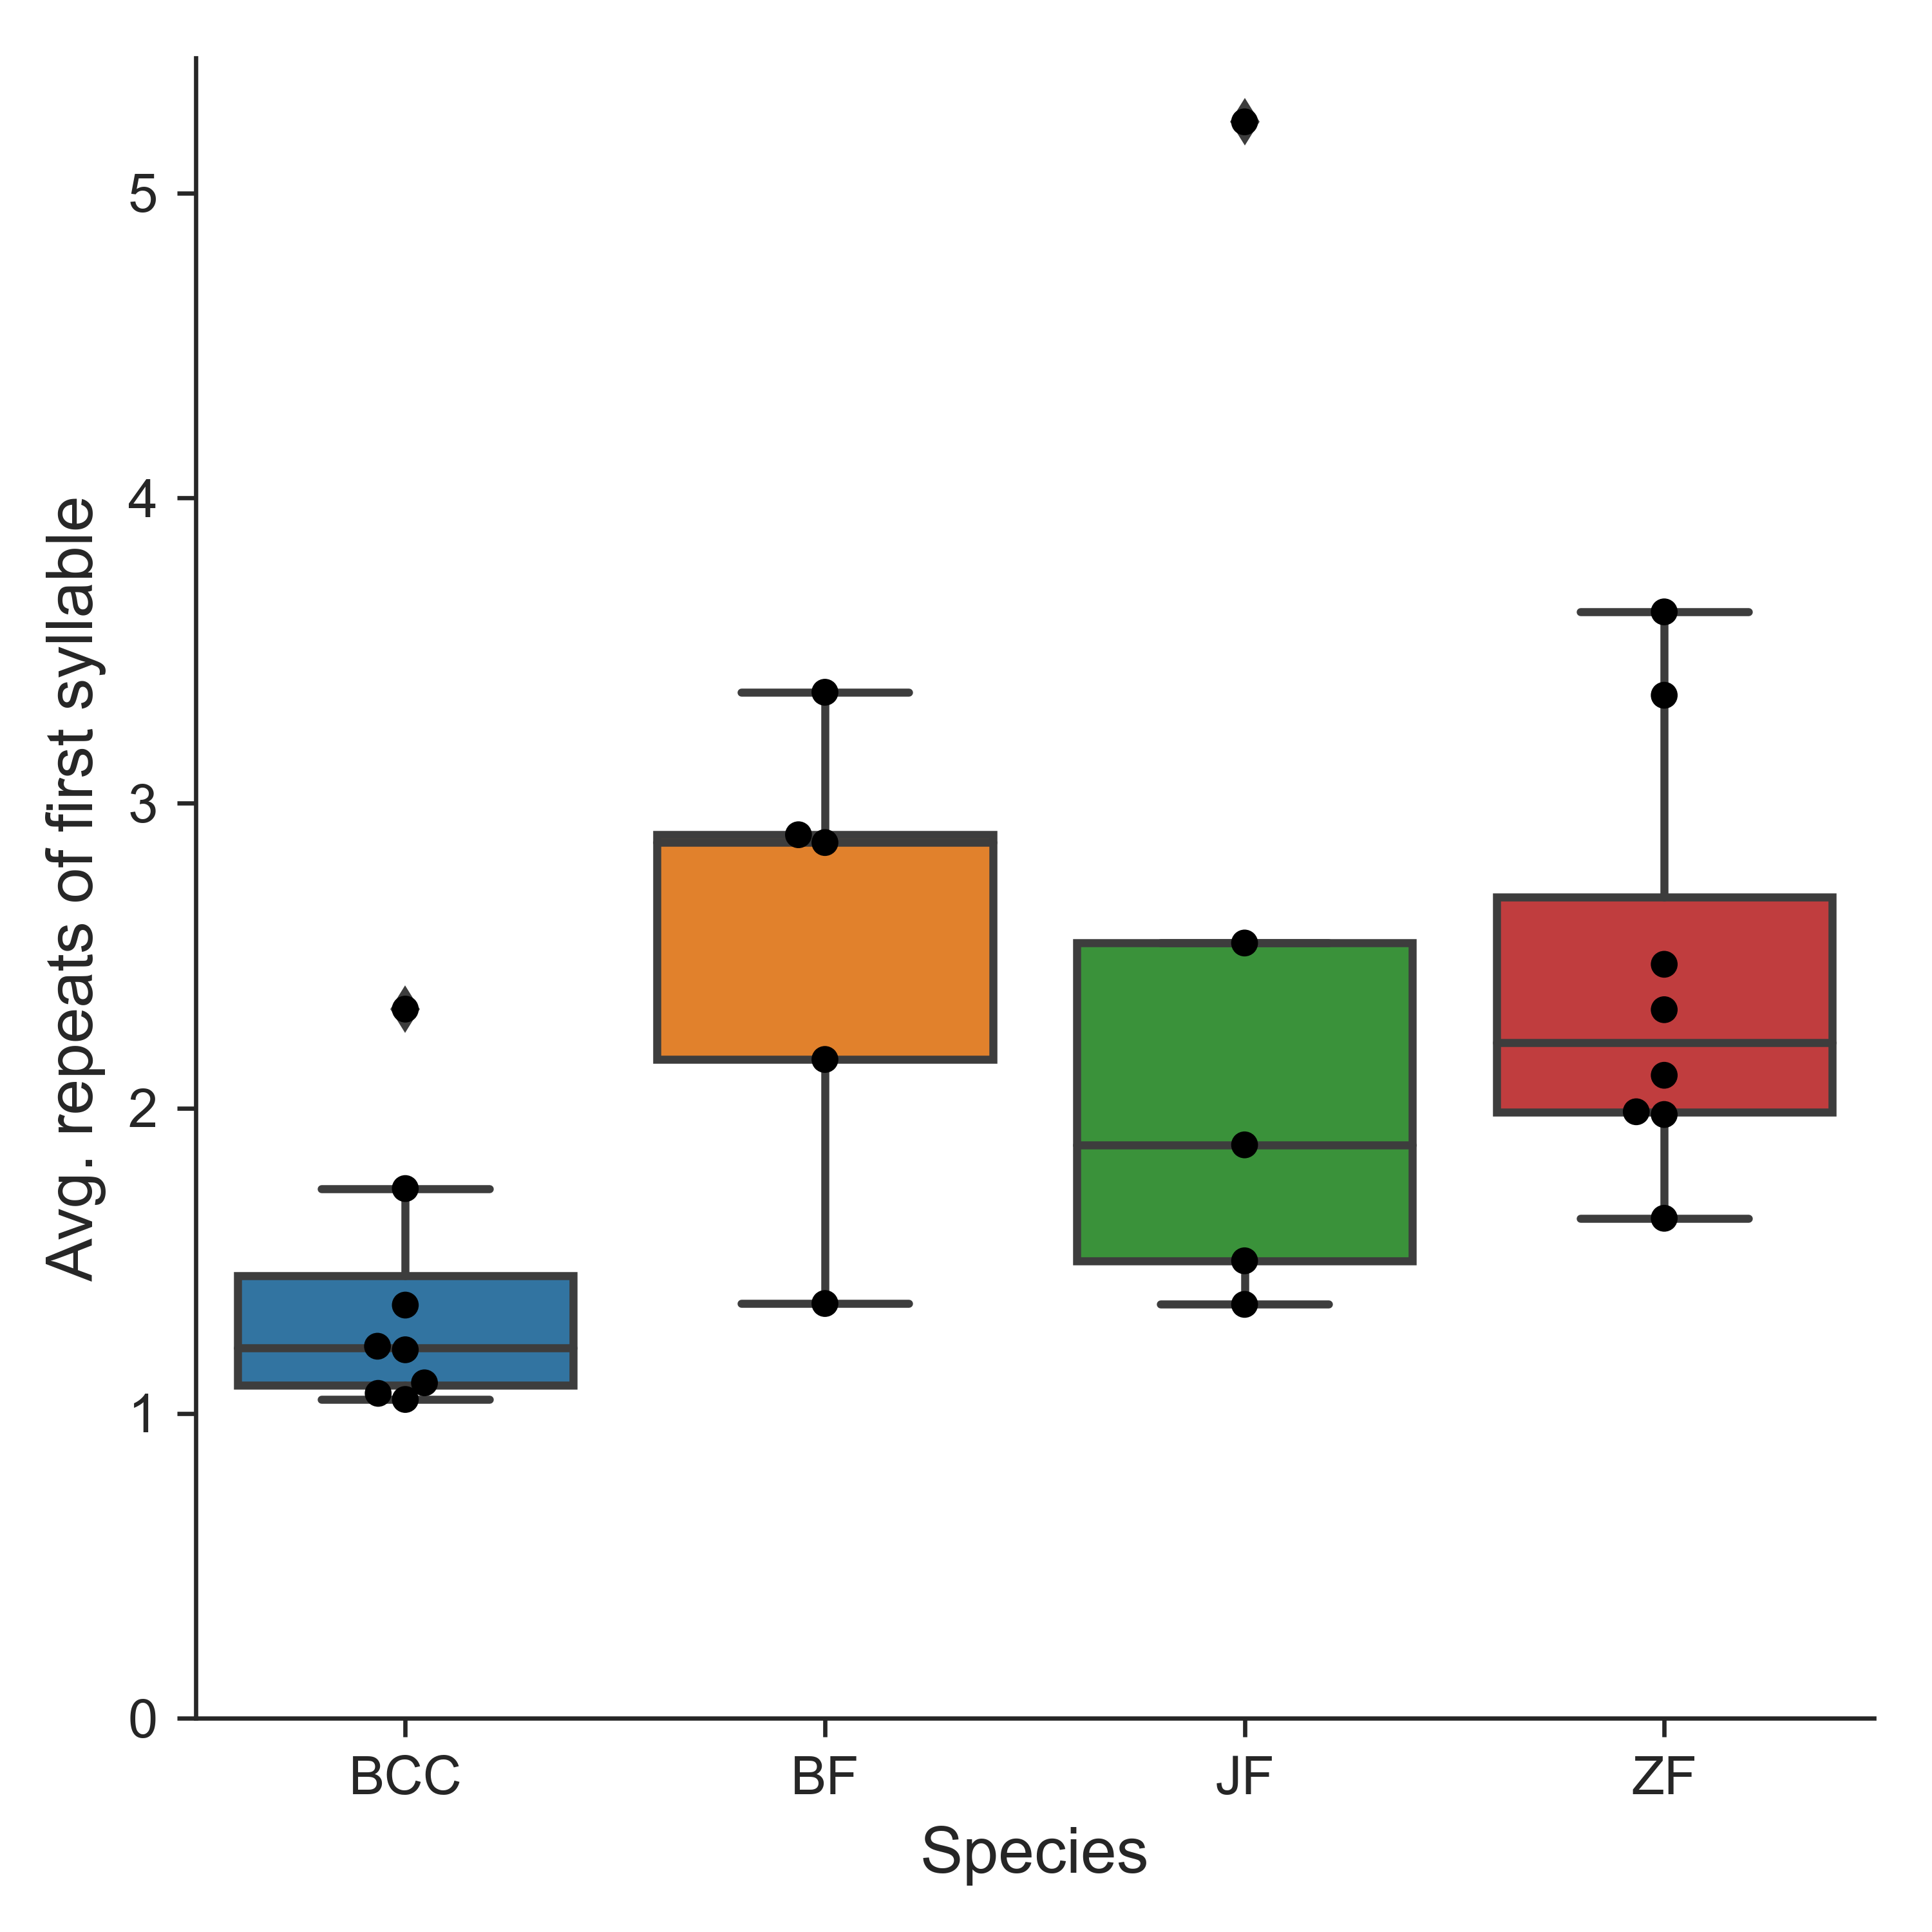 Avg. repeats of first syllable
5
4
3
2
1
0
BCC BF JF ZF
Species